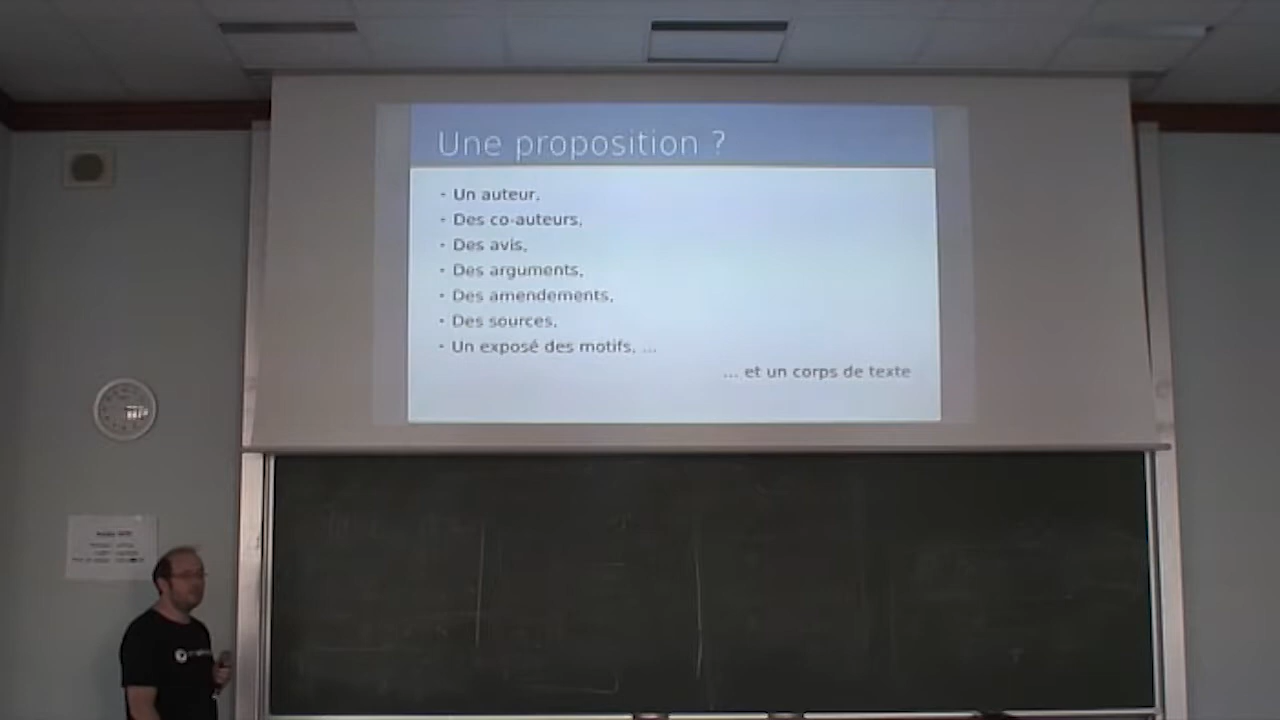 Une proposition ?
- Un auteur,
- Des co-auteurs,
- Des avis,
- Des arguments,
- Des amendements,
- Des sources,
- Un exposé des motifs, ...
... et un corps de texte